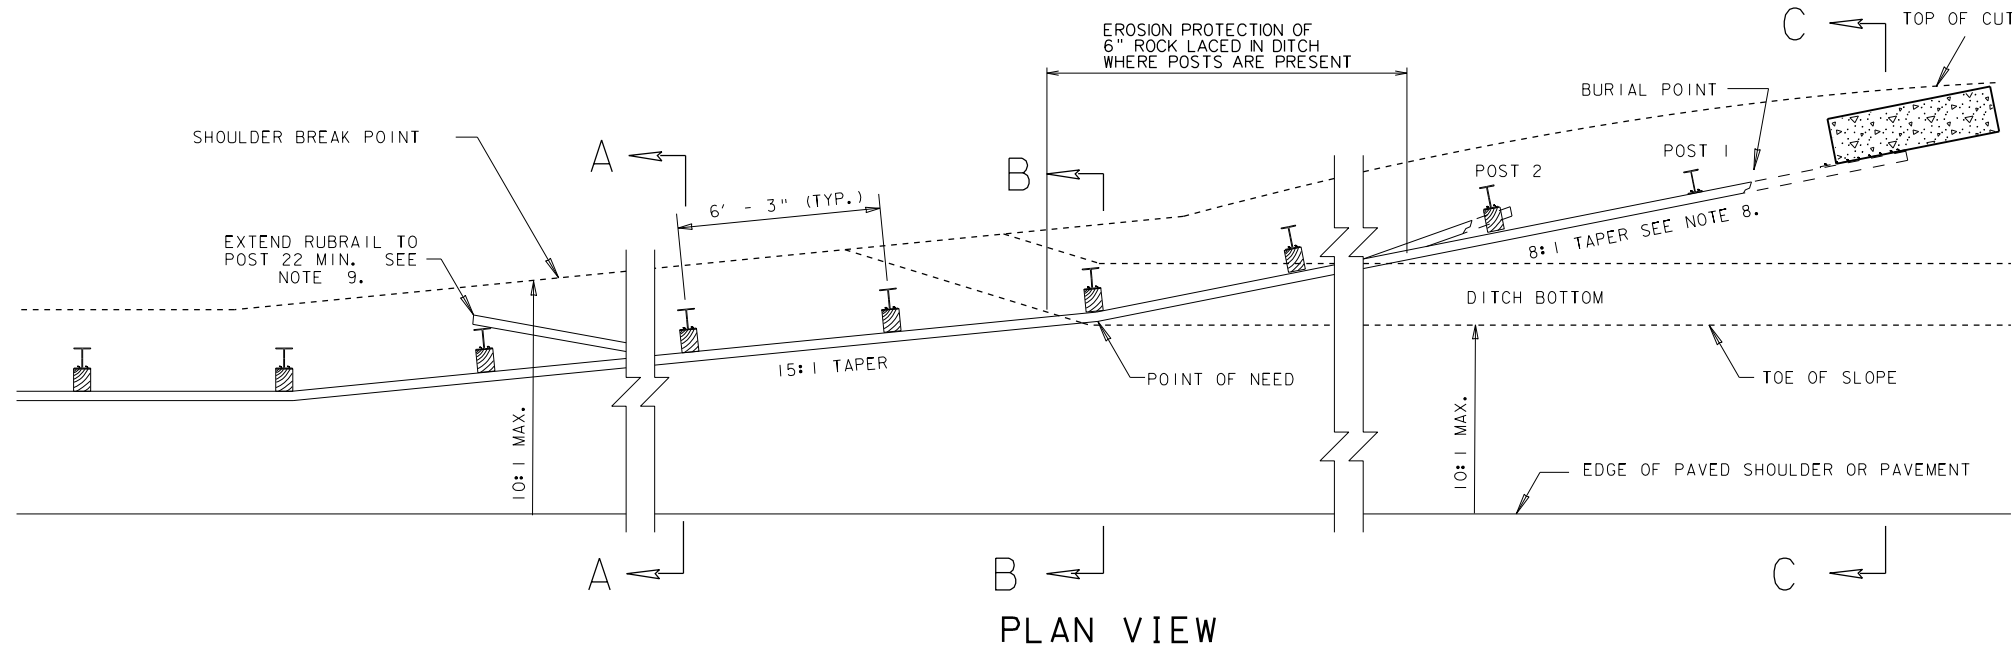 C
TOP OF CUT
EROSION PROTECTION OF
6" ROCK LACED IN DITCH
WHERE POSTS ARE PRESENT
BURIAL POINT
SHOULDER BREAK POINT
A
B
POST 1
POST 2
6' - 3" (TYP.)
EXTEND RUBRAIL TO
POST 22 MIN. SEE
NOTE 9.
8:1 TAPER SEE NOTE 8.
DITCH BOTTOM
15:1 TAPER
POINT OF NEED
TOE OF SLOPE
10:1 MAX.
10:1 MAX.
EDGE OF PAVED SHOULDER OR PAVEMENT
A
B
C
PLAN VIEW